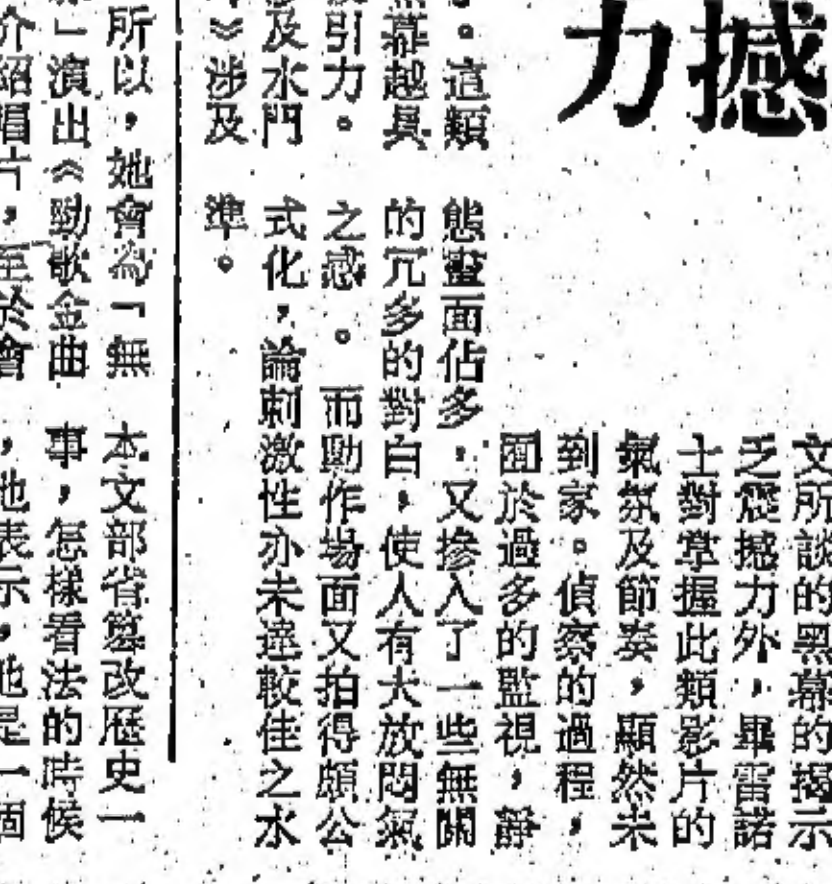 撼力
。這類
幕越具
引力。
及水門
》涉及
文所談的黑幕的揭示
乏震撼力外，畢雷諾
士對掌握此類影片的
氣氛及節奏，顯然未
到家。偵察的過程，
囿於過多的監視，靜
態畫面佔多，又摻入了一些無關
的冗多的對白，使人有大放悶氣
之感。而動作場面又拍得頗公
式化，論刺激性亦未達較佳之水
準。
所以，她會為「無
」演出《勁歌金曲
介紹唱片，至於會
本文部省篡改歷史一
事，怎樣看法的時候
，她表示，她是一個